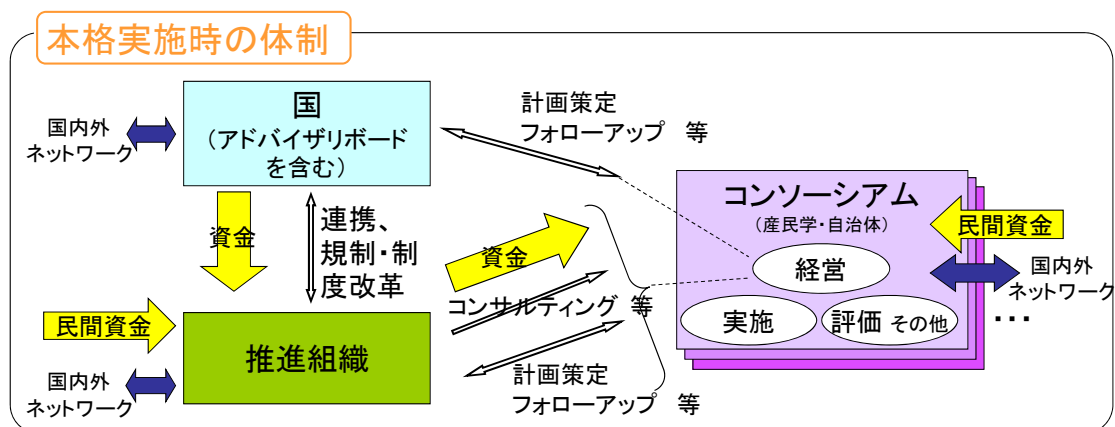 本格実施時の体制
国
（アドバイザリボード
を含む）
国内外
ネットワーク
計画策定
フォローアップ　等
資金
連携、
規制・制
度改革
資金
コンサルティング　等
コンソーシアム
（産民学・自治体）
民間資金
経営
国内外
ネットワーク
実施
評価 その他
・・・
民間資金
推進組織
国内外
ネットワーク
計画策定
フォローアップ　等